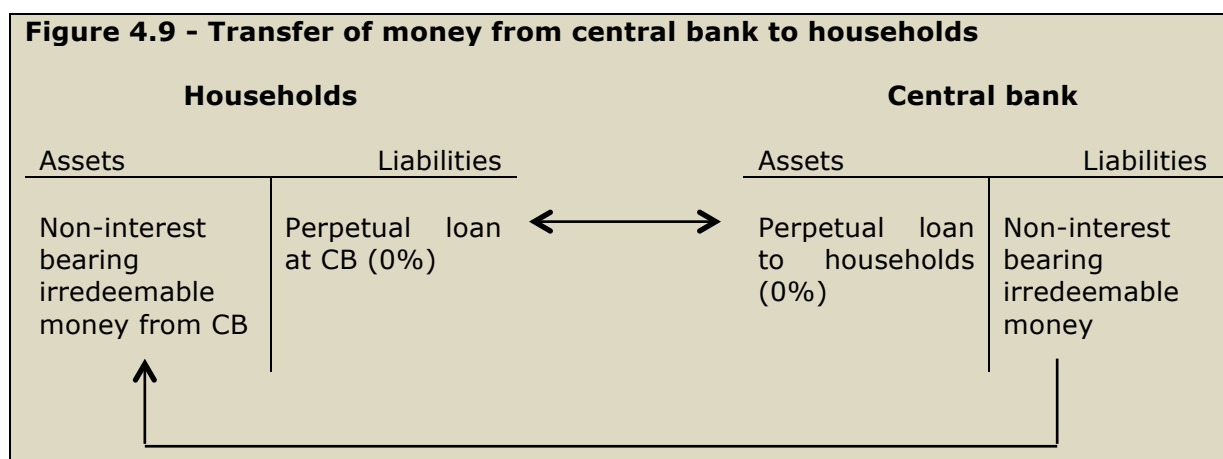 Figure 4.9 - Transfer of money from central bank to households
Households
Assets Liabilities
Non-interest
bearing
irredeemable
money from CB
Perpetual loan
at CB (0%)
Central bank
Assets Liabilities
Perpetual loan
to households
(0%)
Non-interest
bearing
irredeemable
money